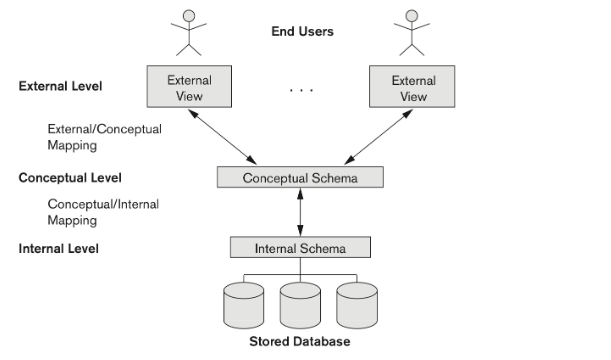 End Users
External Level
External
View
. . .
External
View
External/Conceptual
Mapping
Conceptual Level
Conceptual Schema
Conceptual/Internal
Mapping
Internal Level
Internal Schema
Stored Database